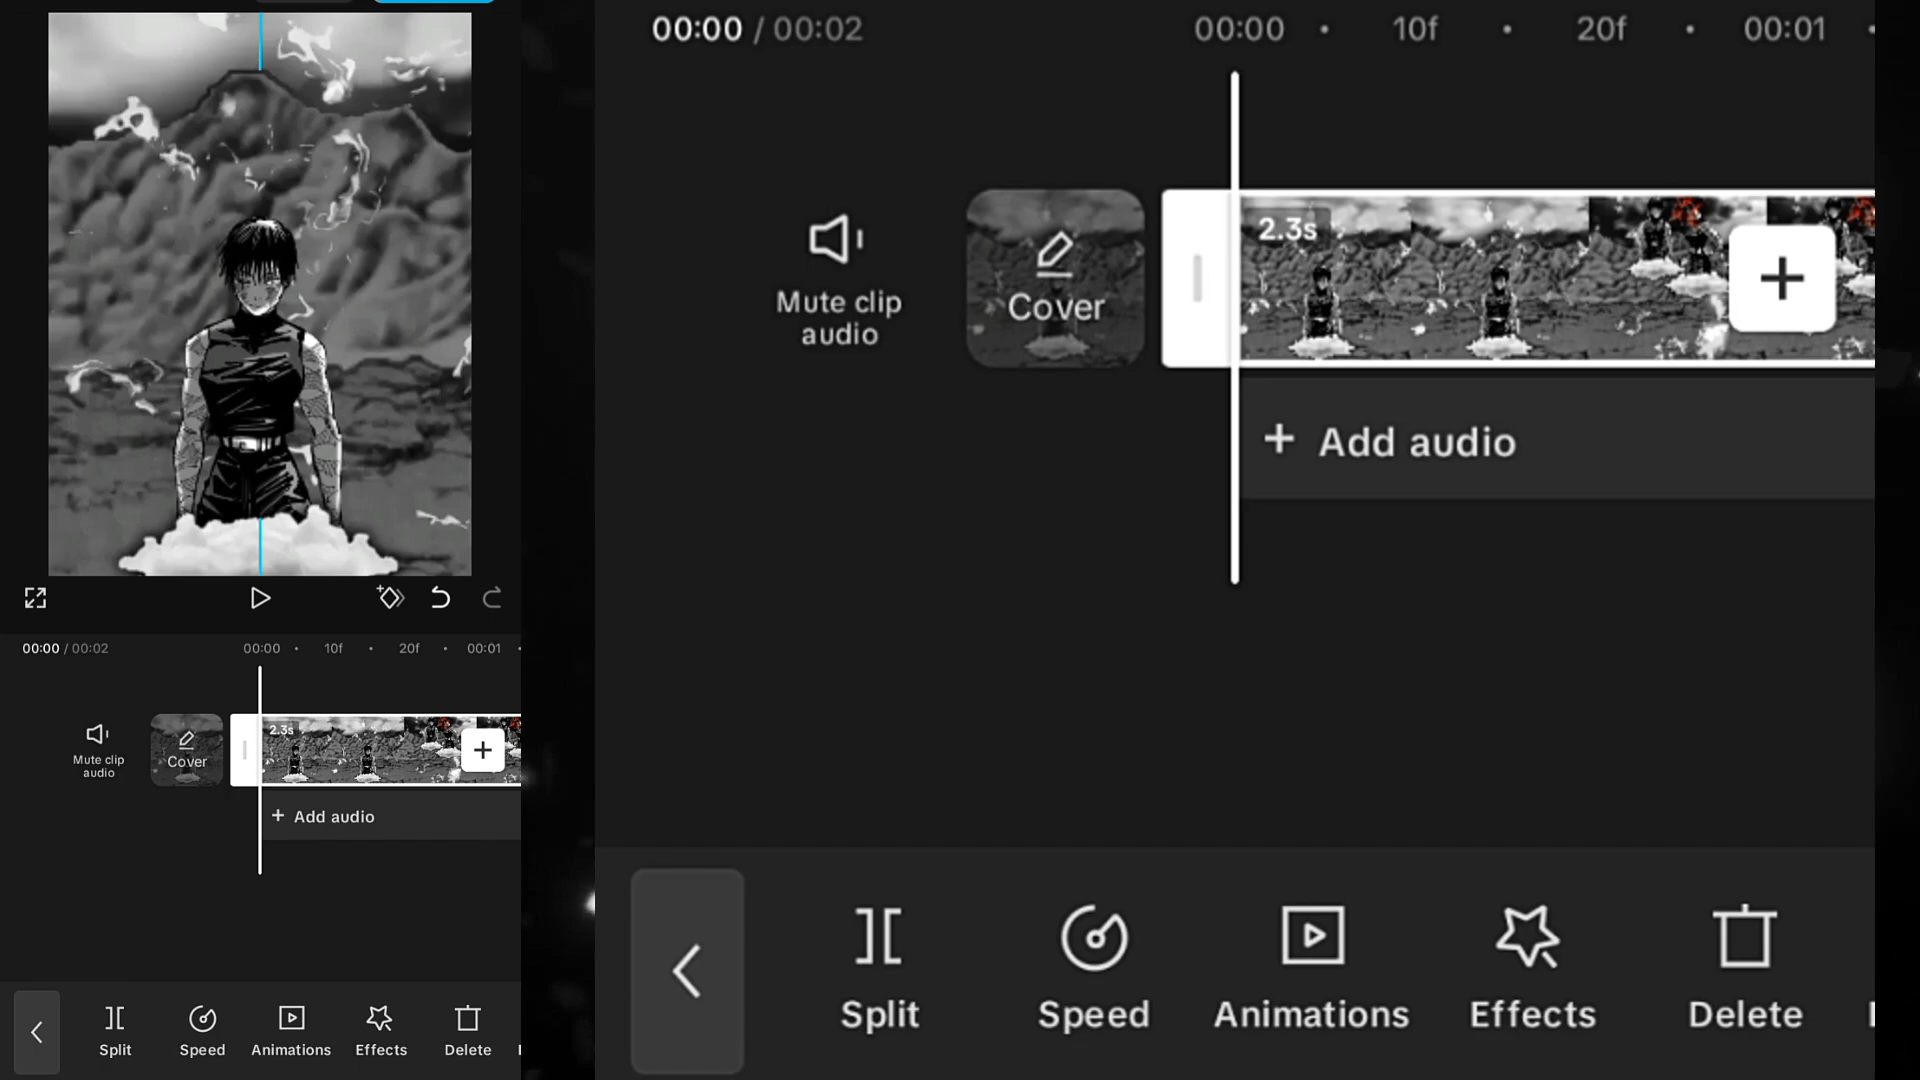 00:00 / 00:02
00:00 10f 20f 00:01
Mute clip
audio
Cover
2.3s
+ Add audio
Split
Speed
Animations
Effects
Delete
00:00 / 00:02
00:00 10f 20f 00:01
Mute clip
audio
Cover
2.3s
+ Add audio
Split
Speed
Animations
Effects
Delete